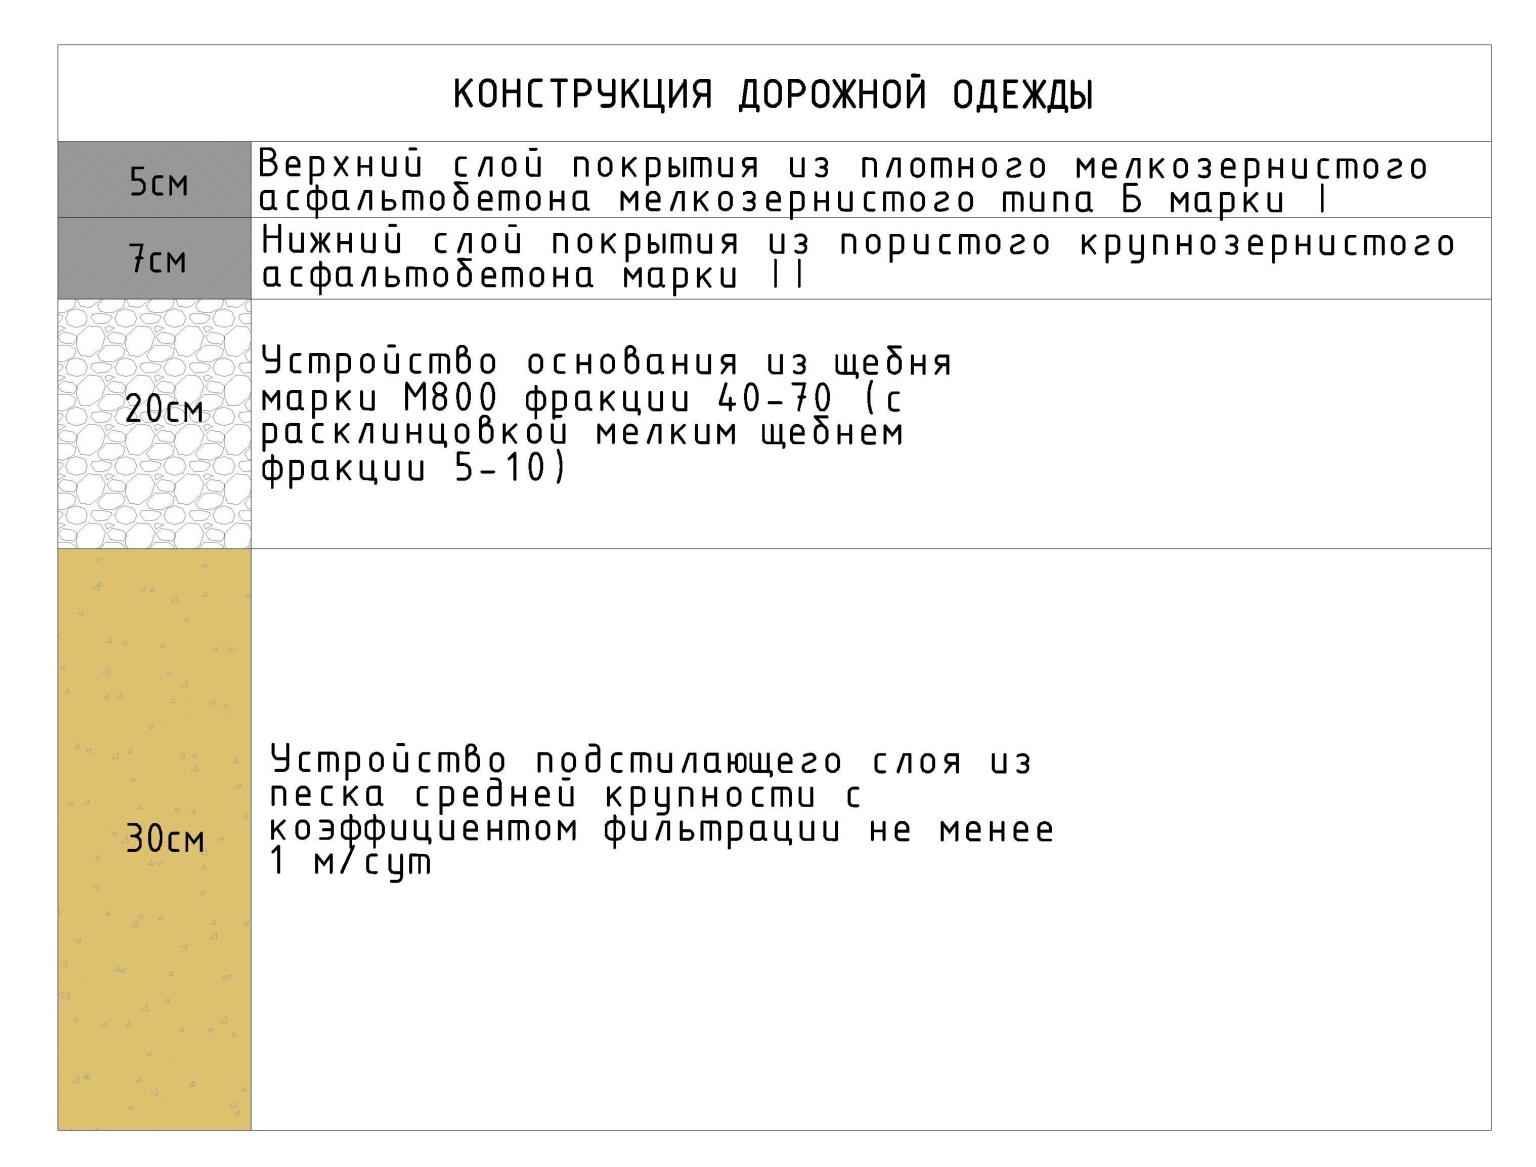 КОНСТРУКЦИЯ ДОРОЖНОЙ ОДЕЖДЫ
5см
Верхний слой покрытия из плотного мелкозернистого
асфальтобетона мелкозернистого типа Б марки I
7см
Нижний слой покрытия из пористого крупнозернистого
асфальтобетона марки II
20см
Устройство основания из щебня
марки М800 фракции 40-70 (с
расклинцовкой мелким щебнем
фракции 5-10)
30см
Устройство подстилающего слоя из
песка средней крупности с
коэффициентом фильтрации не менее
1 м/сут